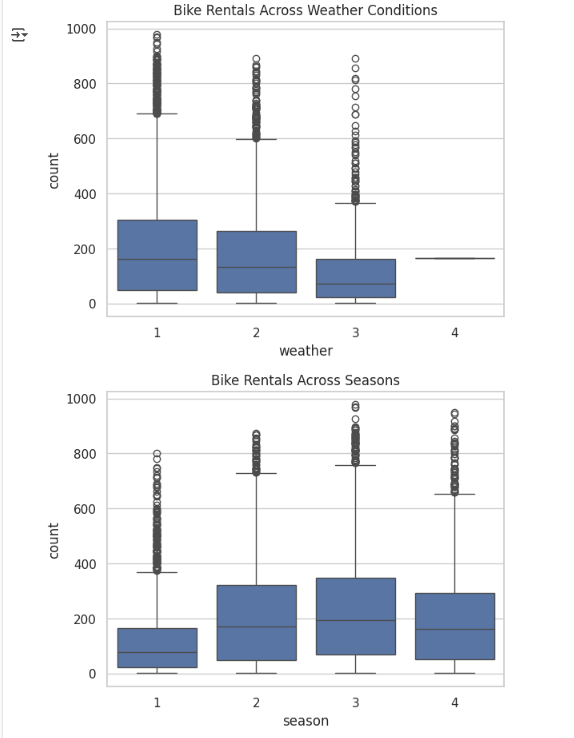 Bike Rentals Across Weather Conditions
1000
800
600
400
200
0
count
1 2 3 4
weather
Bike Rentals Across Seasons
1000
800
600
400
200
0
count
1 2 3 4
season